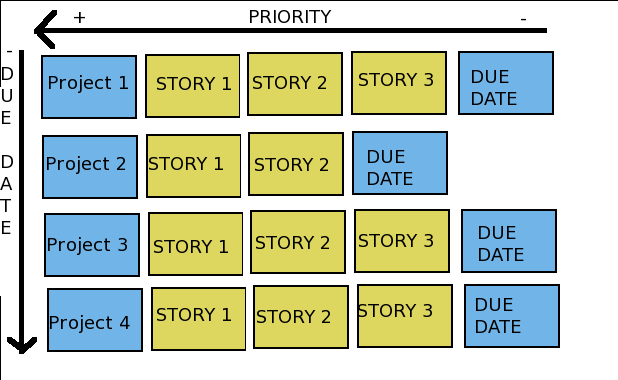 + PRIORITY -
-
DUE DATE
Project 1 STORY 1 STORY 2 STORY 3 DUE DATE
Project 2 STORY 1 STORY 2 DUE DATE
Project 3 STORY 1 STORY 2 STORY 3 DUE DATE
Project 4 STORY 1 STORY 2 STORY 3 DUE DATE